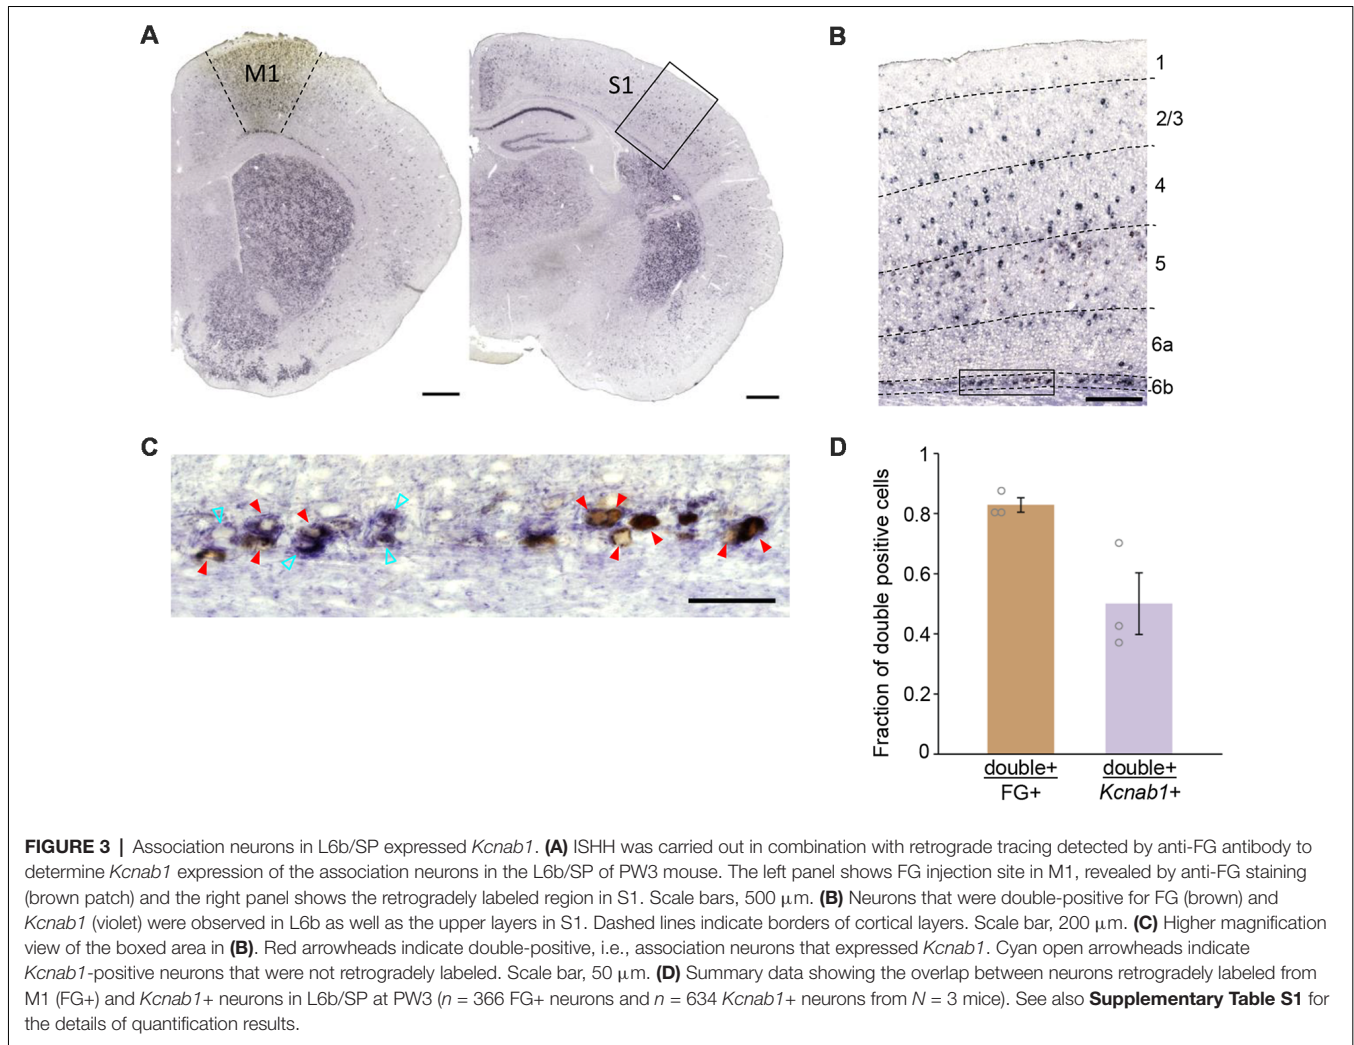 A
M1
S1
B
1
2/3
4
5
6a
6b
C
D
Fraction of double positive cells
1
0.8
0.6
0.4
0.2
0
double+
FG+
double+
Kcnab1+
FIGURE 3 | Association neurons in L6b/SP expressed Kcnab1. (A) ISHH was carried out in combination with retrograde tracing detected by anti-FG antibody to
determine Kcnab1 expression of the association neurons in the L6b/SP of PW3 mouse. The left panel shows FG injection site in M1, revealed by anti-FG staining
(brown patch) and the right panel shows the retrogradely labeled region in S1. Scale bars, 500 μm. (B) Neurons that were double-positive for FG (brown) and
Kcnab1 (violet) were observed in L6b as well as the upper layers in S1. Dashed lines indicate borders of cortical layers. Scale bar, 200 μm. (C) Higher magnification
view of the boxed area in (B). Red arrowheads indicate double-positive, i.e., association neurons that expressed Kcnab1. Cyan open arrowheads indicate
Kcnab1-positive neurons that were not retrogradely labeled. Scale bar, 50 μm. (D) Summary data showing the overlap between neurons retrogradely labeled from
M1 (FG+) and Kcnab1+ neurons in L6b/SP at PW3 (n = 366 FG+ neurons and n = 634 Kcnab1+ neurons from N = 3 mice). See also Supplementary Table S1 for
the details of quantification results.